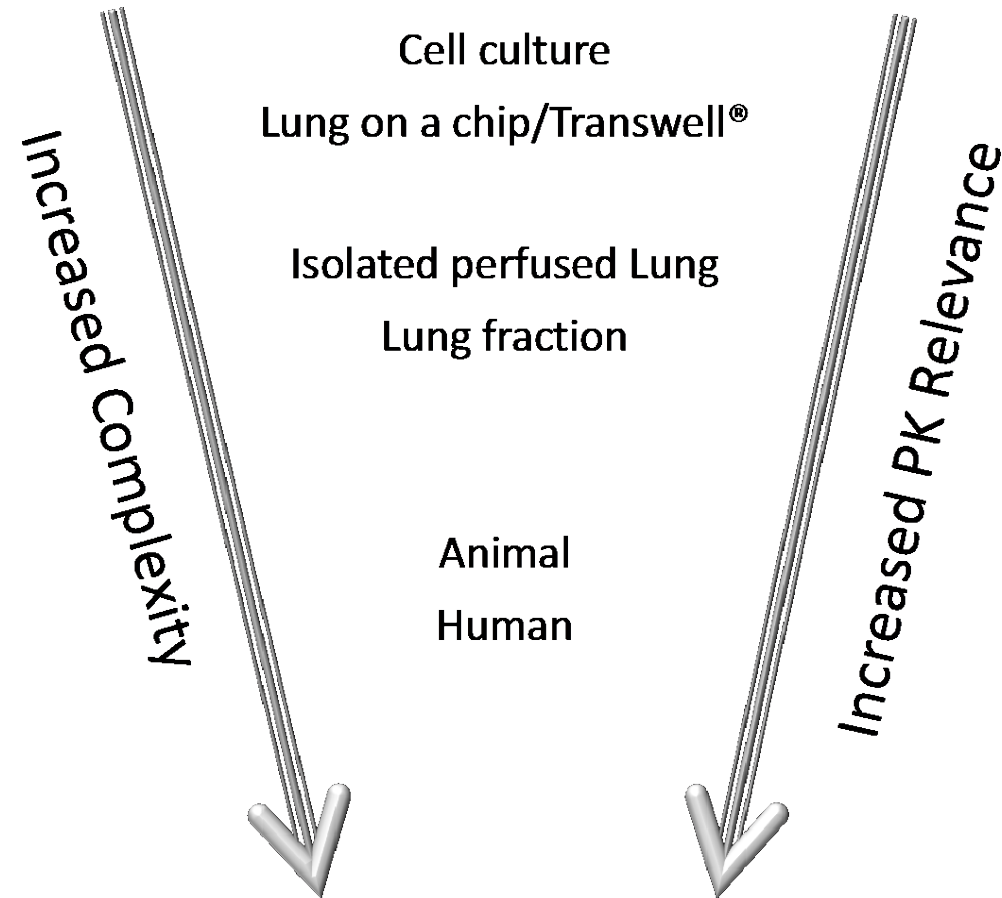 Cell culture
Lung on a chip/Transwell®
Increased Complexity
Increased PK Relevance
Isolated perfused Lung
Lung fraction
Animal
Human